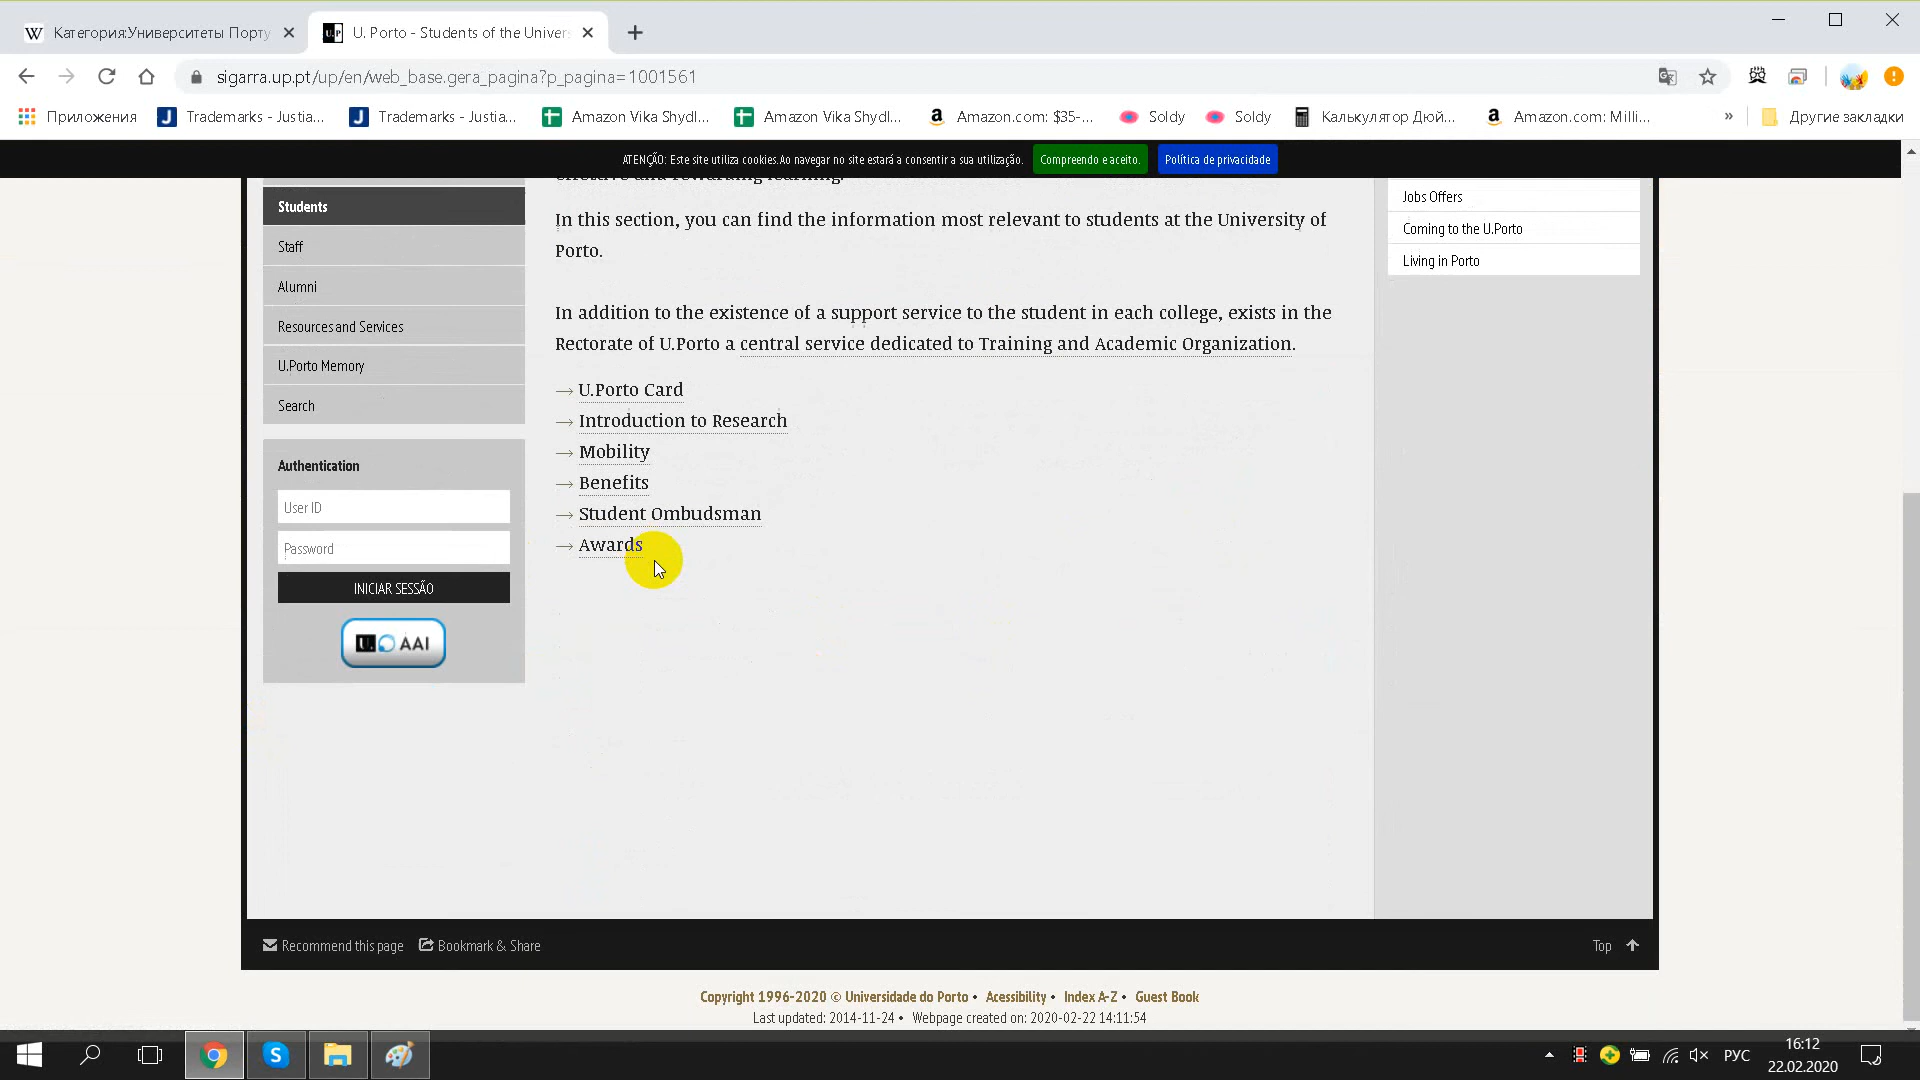 Категория:Университеты Порту
U. Porto - Students of the Univer
sigarra.up.pt/up/en/web_base.gera_pagina?p_pagina=1001561
Приложения
Trademarks - Justia...
Trademarks - Justia...
Amazon Vika Shydl...
Amazon Vika Shydl...
Amazon.com: $35-...
Soldy
Soldy
Калькулятор Дюй...
Amazon.com: Milli...
»
Другие закладки
ATENÇÃO: Este site utiliza cookies.Ao navegar no site estará a consentir a sua utilização.
Compreendo e aceito.
Política de privacidade
effective and rewarding learning.
Students
Staff
Alumni
Resources and Services
U.Porto Memory
Search
Authentication
User ID
Password
INICIAR SESSÃO
U. AAI
In this section, you can find the information most relevant to students at the University of
Porto.
In addition to the existence of a support service to the student in each college, exists in the
Rectorate of U.Porto a central service dedicated to Training and Academic Organization.
→ U.Porto Card
→ Introduction to Research
→ Mobility
→ Benefits
→ Student Ombudsman
→ Awards
Jobs Offers
Coming to the U.Porto
Living in Porto
Recommend this page
Bookmark & Share
Top
Copyright 1996-2020 © Universidade do Porto • Acessibility • Index A-Z • Guest Book
Last updated: 2014-11-24 • Webpage created on: 2020-02-22 14:11:54
РУС
16:12
22.02.2020